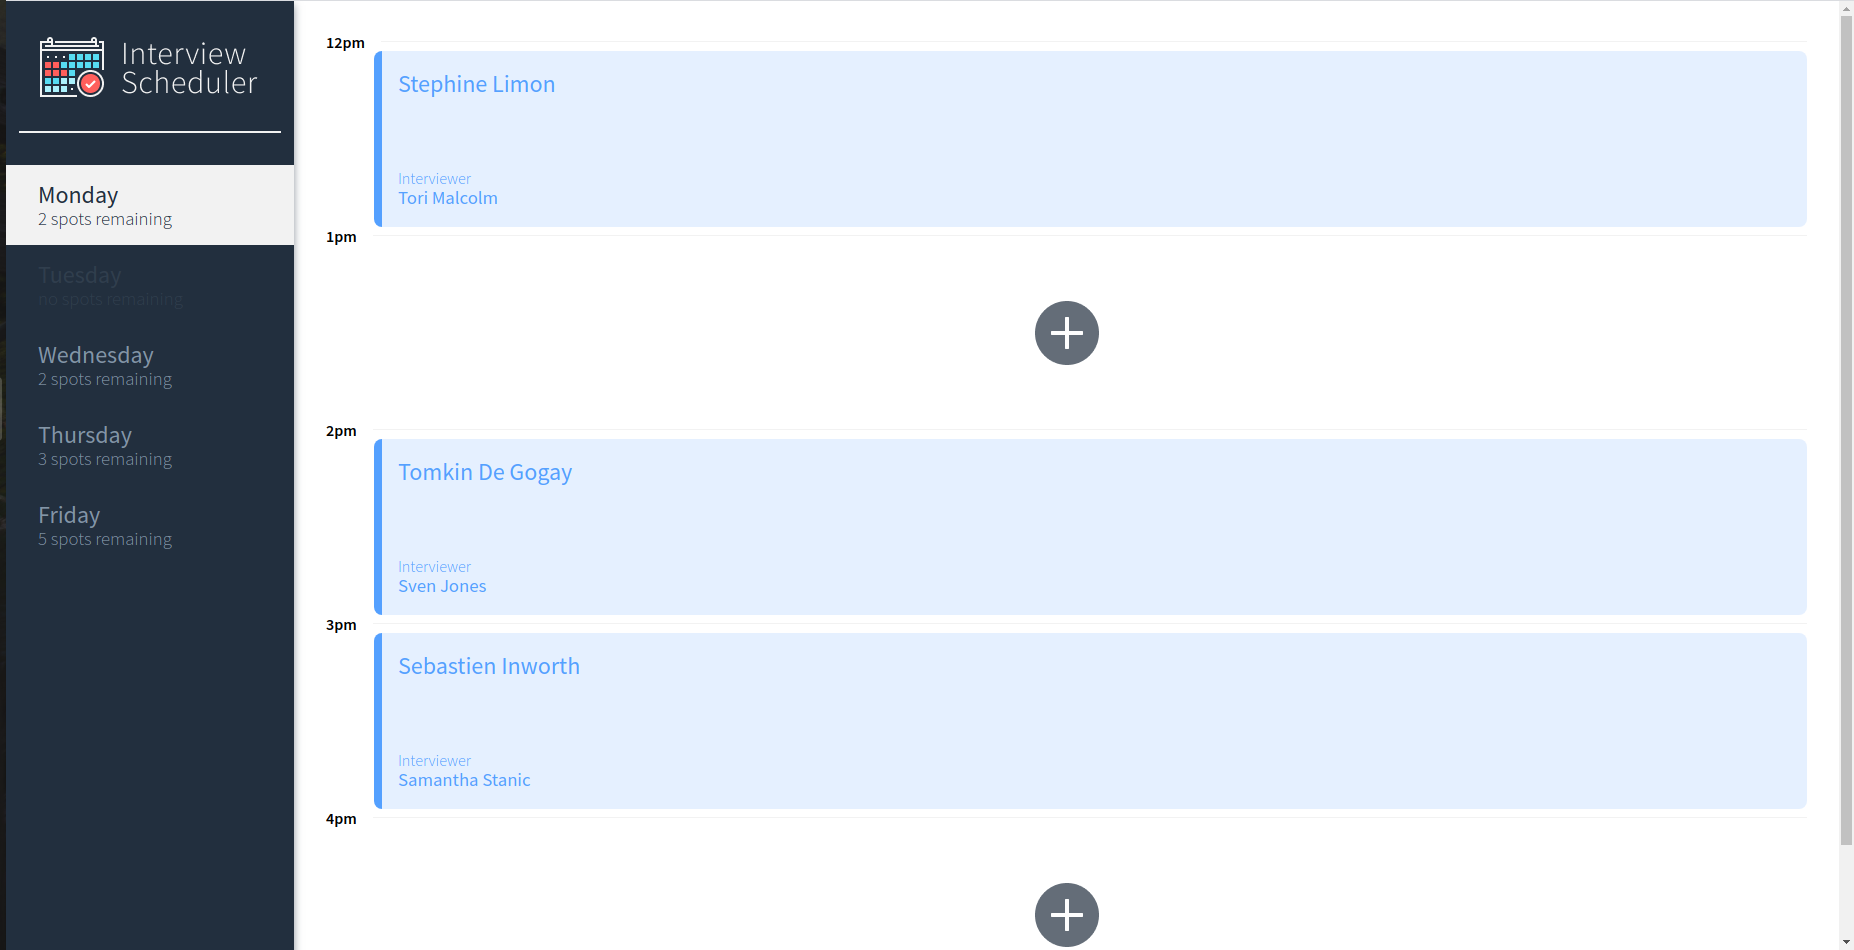 Interview
Scheduler
Monday
2 spots remaining
Tuesday
no spots remaining
Wednesday
2 spots remaining
Thursday
3 spots remaining
Friday
5 spots remaining
12pm
Stephine Limon
Interviewer
Tori Malcolm
1pm
2pm
Tomkin De Gogay
Interviewer
Sven Jones
3pm
Sebastien Inworth
Interviewer
Samantha Stanic
4pm